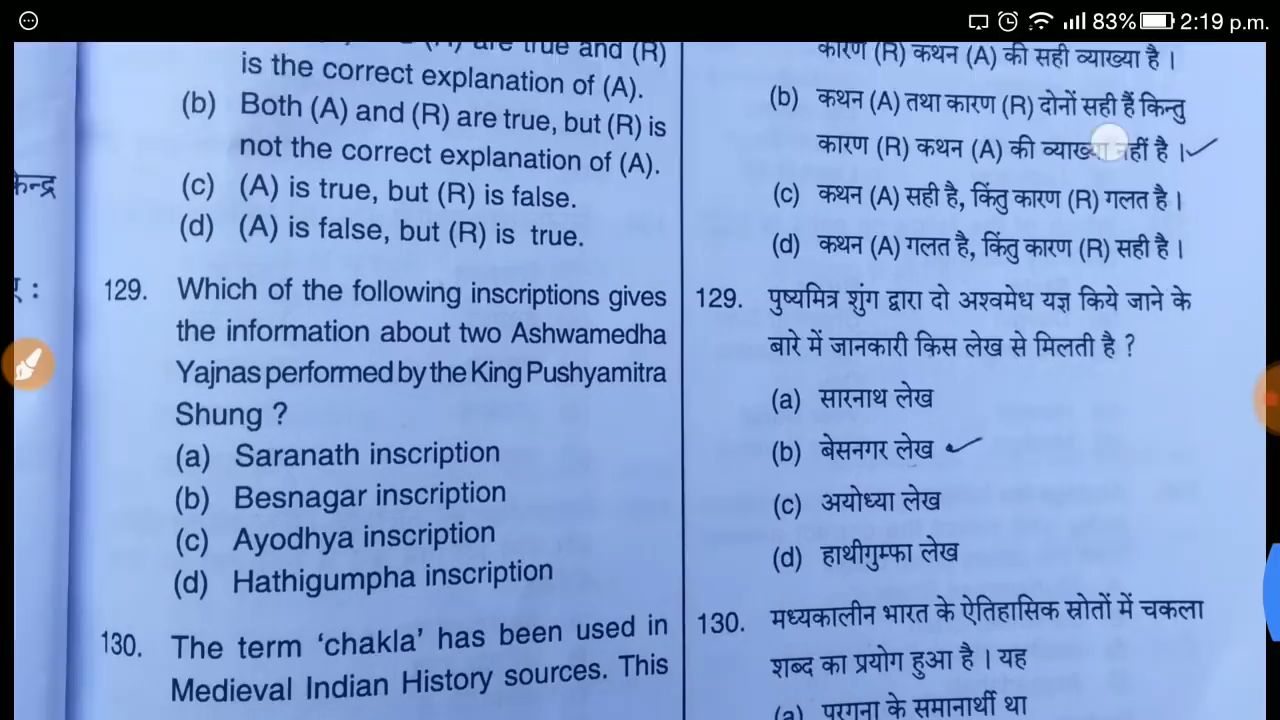 83% 2:19 p.m.
are true and (R)
is the correct explanation of (A).
(b) Both (A) and (R) are true, but (R) is
not the correct explanation of (A).
(c) (A) is true, but (R) is false.
(d) (A) is false, but (R) is true.
129. Which of the following inscriptions gives
the information about two Ashwamedha
Yajnas performed by the King Pushyamitra
Shung ?
(a) Saranath inscription
(b) Besnagar inscription
(c) Ayodhya inscription
(d) Hathigumpha inscription
130. The term ‘chakla’ has been used in
Medieval Indian History sources. This
कारण (R) कथन (A) की सही व्याख्या है ।
(b) कथन (A) तथा कारण (R) दोनों सही हैं किन्तु
कारण (R) कथन (A) की व्याख्या नहीं है ।
(c) कथन (A) सही है, किंतु कारण (R) गलत है ।
(d) कथन (A) गलत है, किंतु कारण (R) सही है ।
129. पुष्यमित्र शुंग द्वारा दो अश्वमेध यज्ञ किये जाने के
बारे में जानकारी किस लेख से मिलती है ?
(a) सारनाथ लेख
(b) बेसनगर लेख
(c) अयोध्या लेख
(d) हाथीगुम्फा लेख
130. मध्यकालीन भारत के ऐतिहासिक स्रोतों में चकला
शब्द का प्रयोग हुआ है । यह
(a) परगना के समानार्थी था